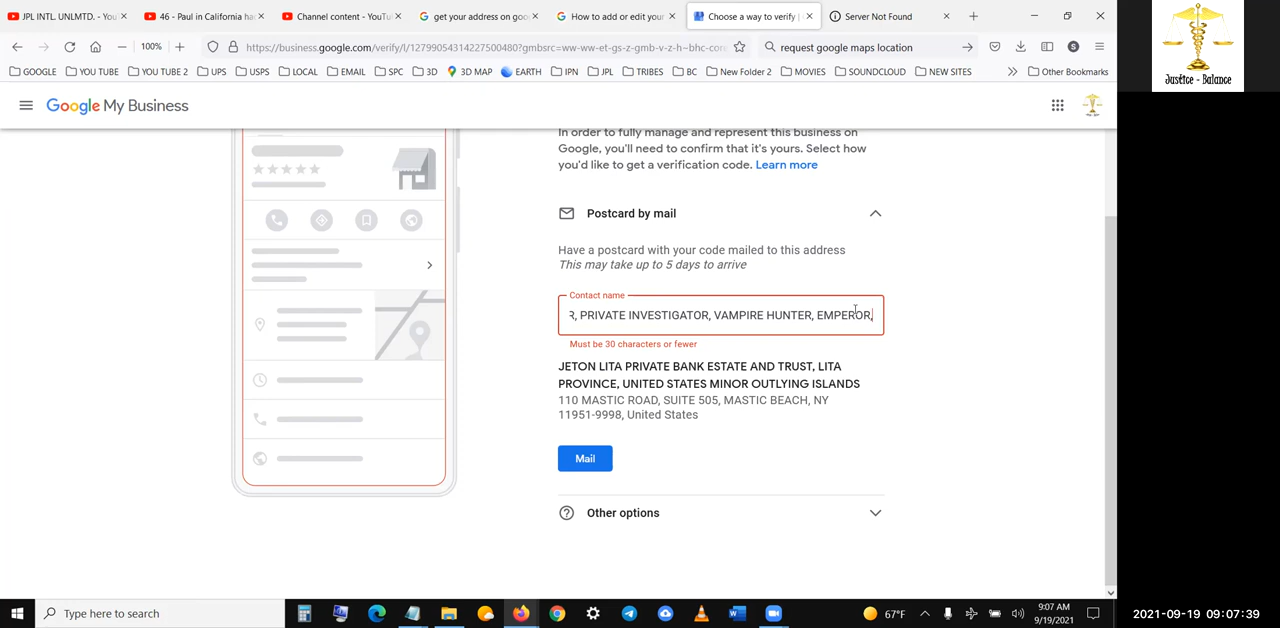 JPL INTL. UNLMTD. - YouTube
46 - Paul in California ha
Channel content - YouTu
get your address on goo
How to add or edit your
Choose a way to verify |
Server Not Found
100%
https://business.google.com/verify/l/12799054314227500480?gmbsrc=ww-ww-et-gs-z-gmb-v-z-h~bhc-cor
request google maps location
GOOGLE
YOU TUBE
YOU TUBE 2
UPS
USPS
LOCAL
EMAIL
SPC
3D
3D MAP
EARTH
IPN
JPL
TRIBES
BC
New Folder 2
MOVIES
SOUNDCLOUD
NEW SITES
Other Bookmarks
Justice - Balance
Google My Business
In order to fully manage and represent this business on
Google, you'll need to confirm that it's yours. Select how
you'd like to get a verification code. Learn more
Postcard by mail
Have a postcard with your code mailed to this address
This may take up to 5 days to arrive
Contact name
R, PRIVATE INVESTIGATOR, VAMPIRE HUNTER, EMPEROR,
Must be 30 characters or fewer
JETON LITA PRIVATE BANK ESTATE AND TRUST, LITA
PROVINCE, UNITED STATES MINOR OUTLYING ISLANDS
110 MASTIC ROAD, SUITE 505, MASTIC BEACH, NY
11951-9998, United States
Mail
Other options
Type here to search
67°F
9:07 AM
9/19/2021
2021-09-19 09:07:39